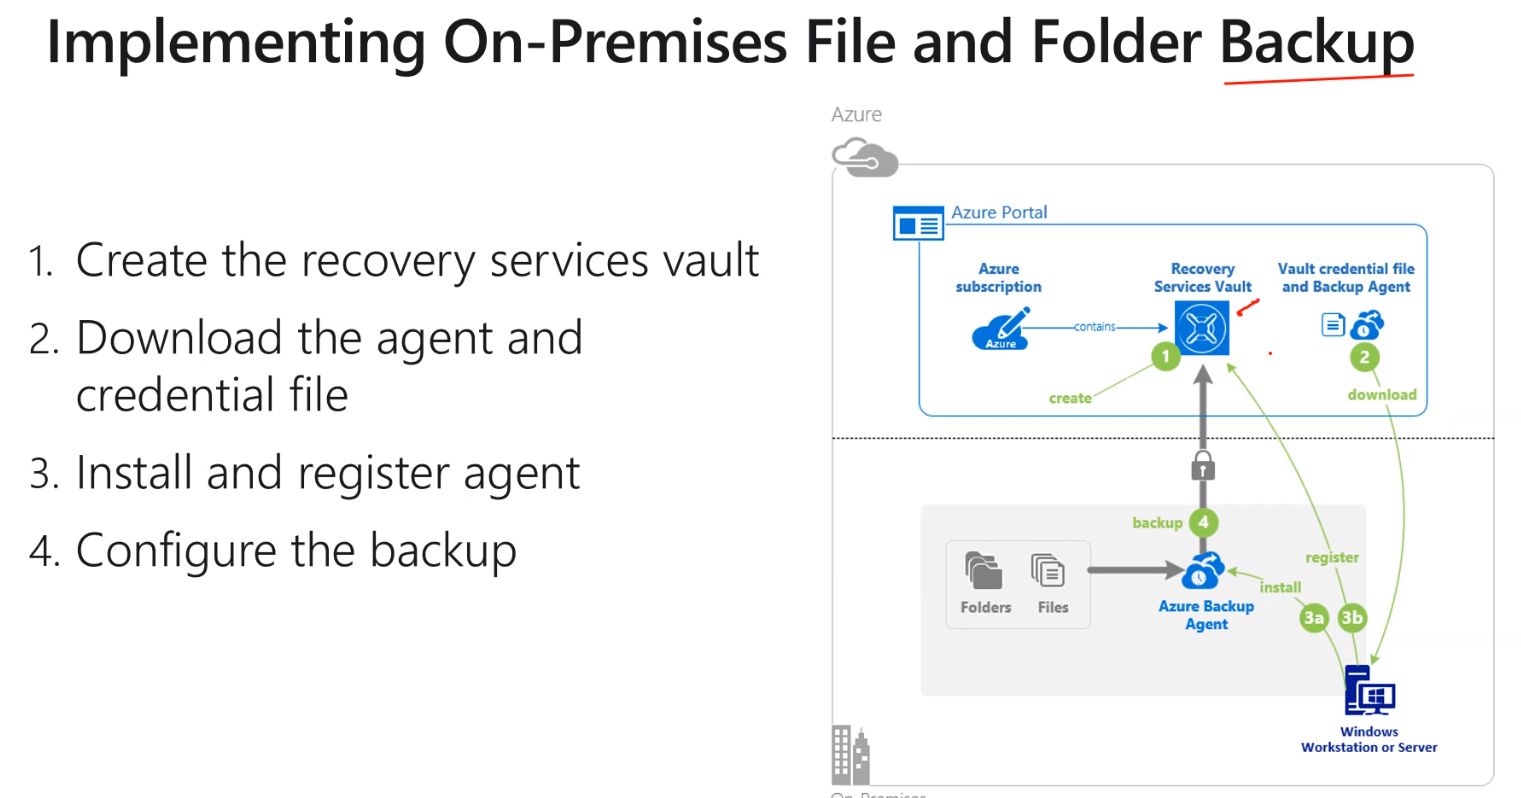 Implementing On-Premises File and Folder Backup
1. Create the recovery services vault
2. Download the agent and
credential file
3. Install and register agent
4. Configure the backup
Azure
Azure Portal
Azure
subscription
Recovery
Services Vault
Vault credential file
and Backup Agent
Azure
contains
1
2
create
download
backup
4
register
install
Folders
Files
Azure Backup
Agent
3a
3b
Windows
Workstation or Server
On-Premises